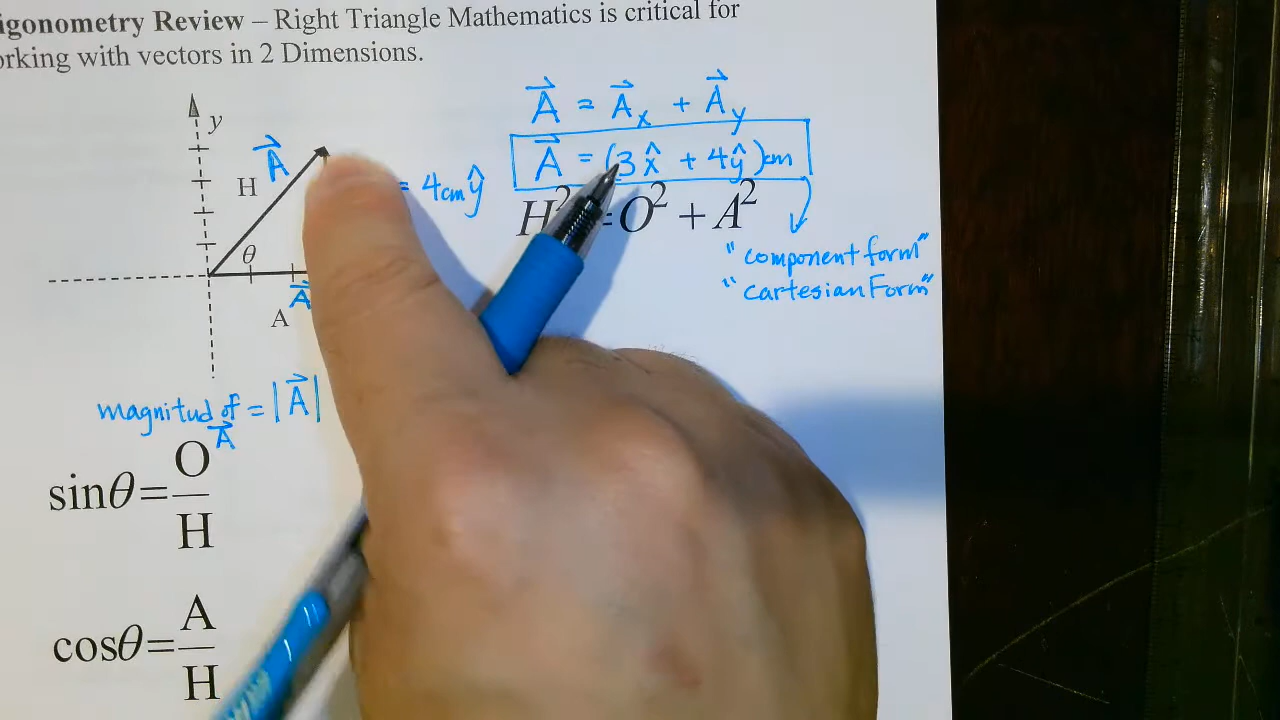 igonometry Review – Right Triangle Mathematics is critical for
orking with vectors in 2 Dimensions.
y
A⃗
H
θ
A⃗
A
= 4cmŷ
A⃗ = A⃗ₓ + A⃗y
A⃗ = (3x̂ + 4ŷ)cm
H² = O² + A²
"component form"
"cartesian Form"
magnitud of = |A⃗|
A⃗
sinθ = O/H
cosθ = A/H